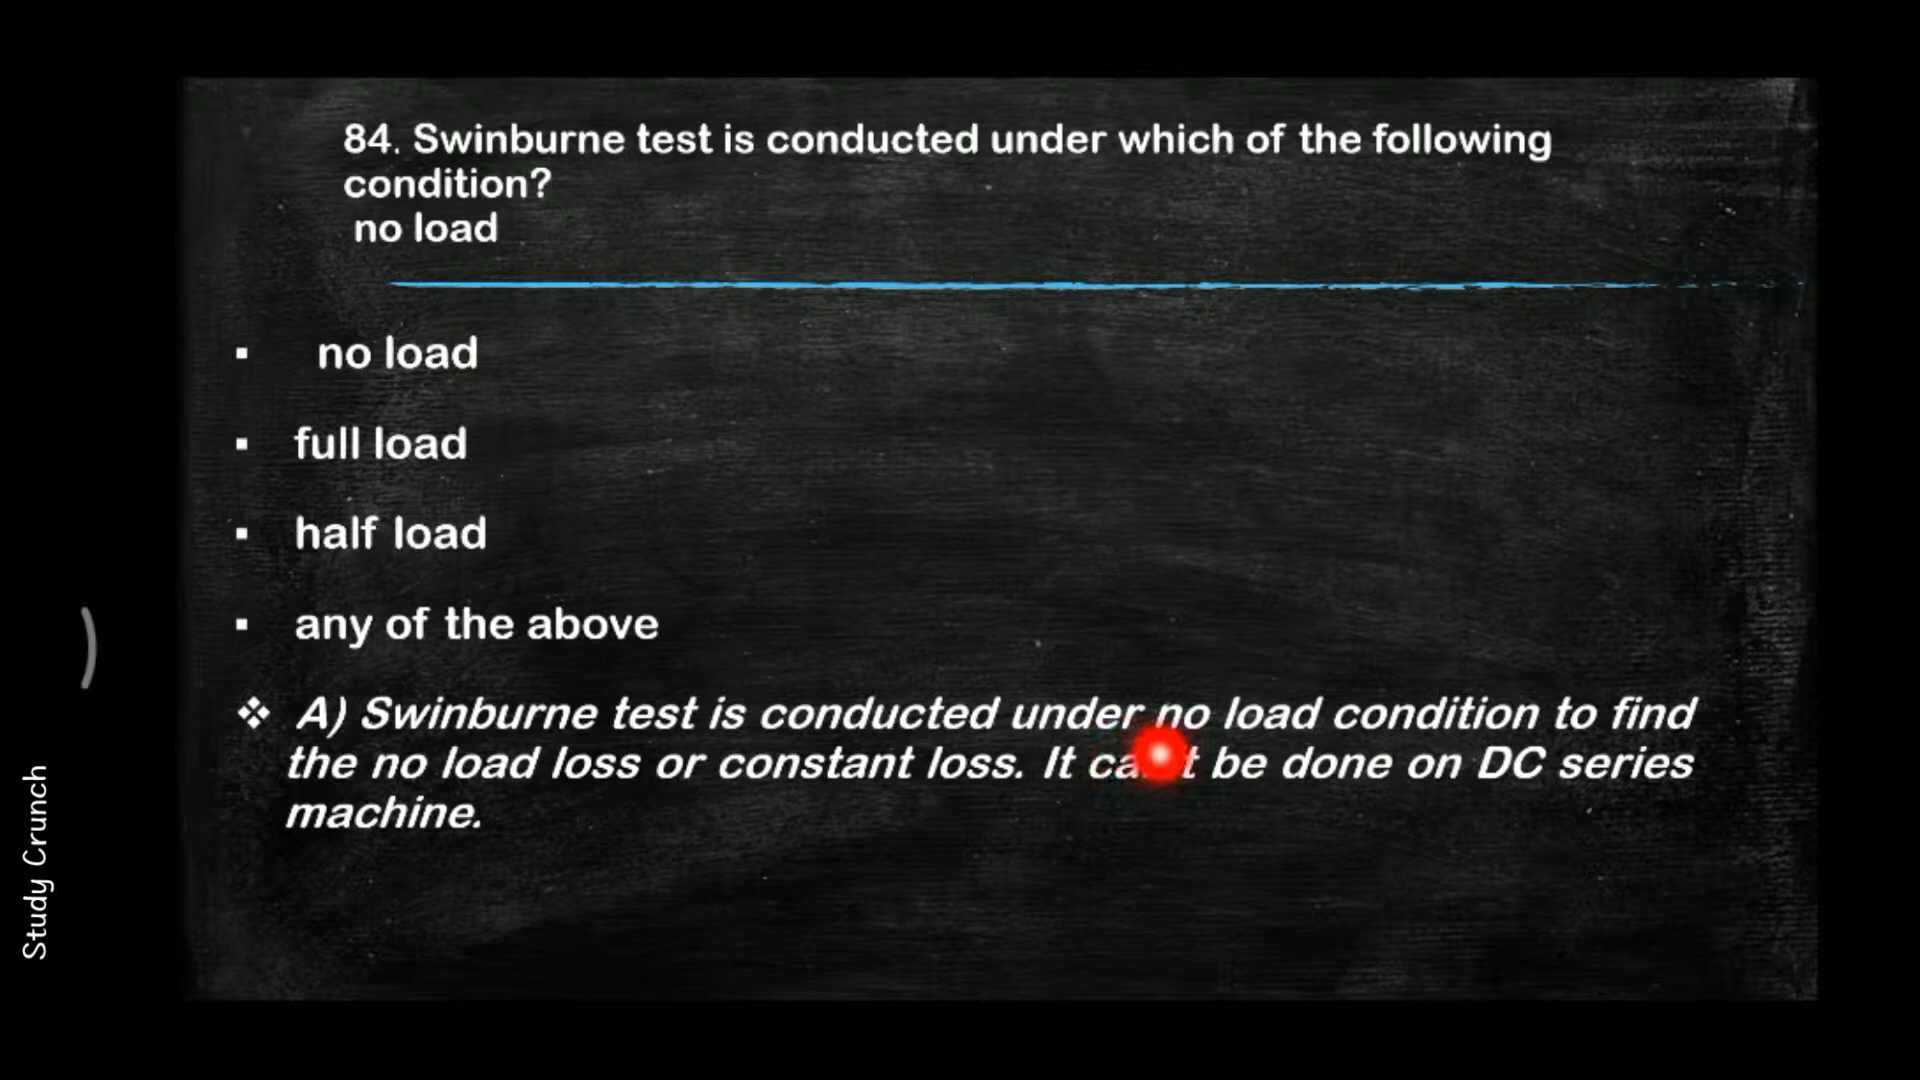 84. Swinburne test is conducted under which of the following
condition?
no load
▪ no load
▪ full load
▪ half load
▪ any of the above
❖ A) Swinburne test is conducted under no load condition to find
the no load loss or constant loss. It be done on DC series
machine.
Study Crunch